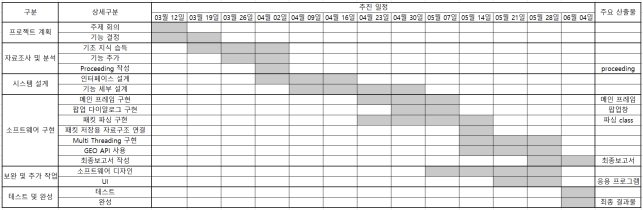 구분 상세구분 추진 일정 주요 산출물
03월 12일 03월 19일 03월 26일 04월 02일 04월 09일 04월 16일 04월 23일 04월 30일 05월 07일 05월 14일 05월 21일 05월 28일 06월 04일
프로젝트 계획 주제 회의
기능 결정
자료조사 및 분석 기초 지식 습득
기능 추가
Proceeding 작성 proceeding
시스템 설계 인터페이스 설계
기능 세부 설계
소프트웨어 구현 메인 프레임 구현 메인 프레임
팝업 다이알로그 구현 팝업창
패킷 파싱 구현 파싱 class
패킷 저장용 자료구조 연결
Multi Threading 구현
GEO API 사용
최종보고서 작성 최종보고서
보완 및 추가 작업 소프트웨어 디자인
UI 응용 프로그램
테스트 및 완성 테스트
완성 최종 결과물